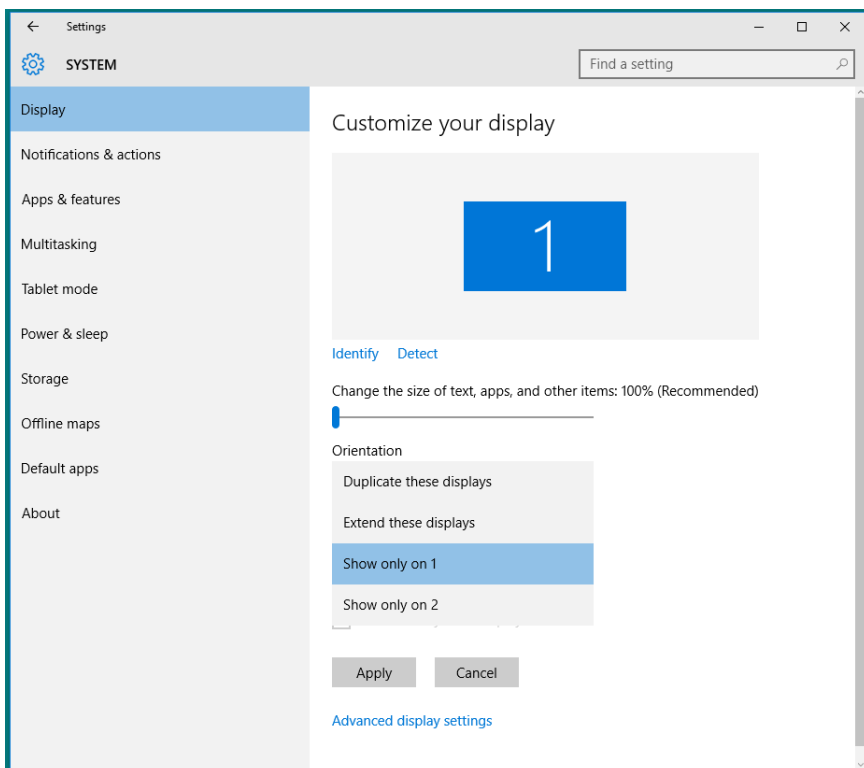 Settings
SYSTEM
Find a setting
Display
Notifications & actions
Apps & features
Multitasking
Tablet mode
Power & sleep
Storage
Offline maps
Default apps
About
Customize your display
1
Identify Detect
Change the size of text, apps, and other items: 100% (Recommended)
Orientation
Duplicate these displays
Extend these displays
Show only on 1
Show only on 2
Apply Cancel
Advanced display settings